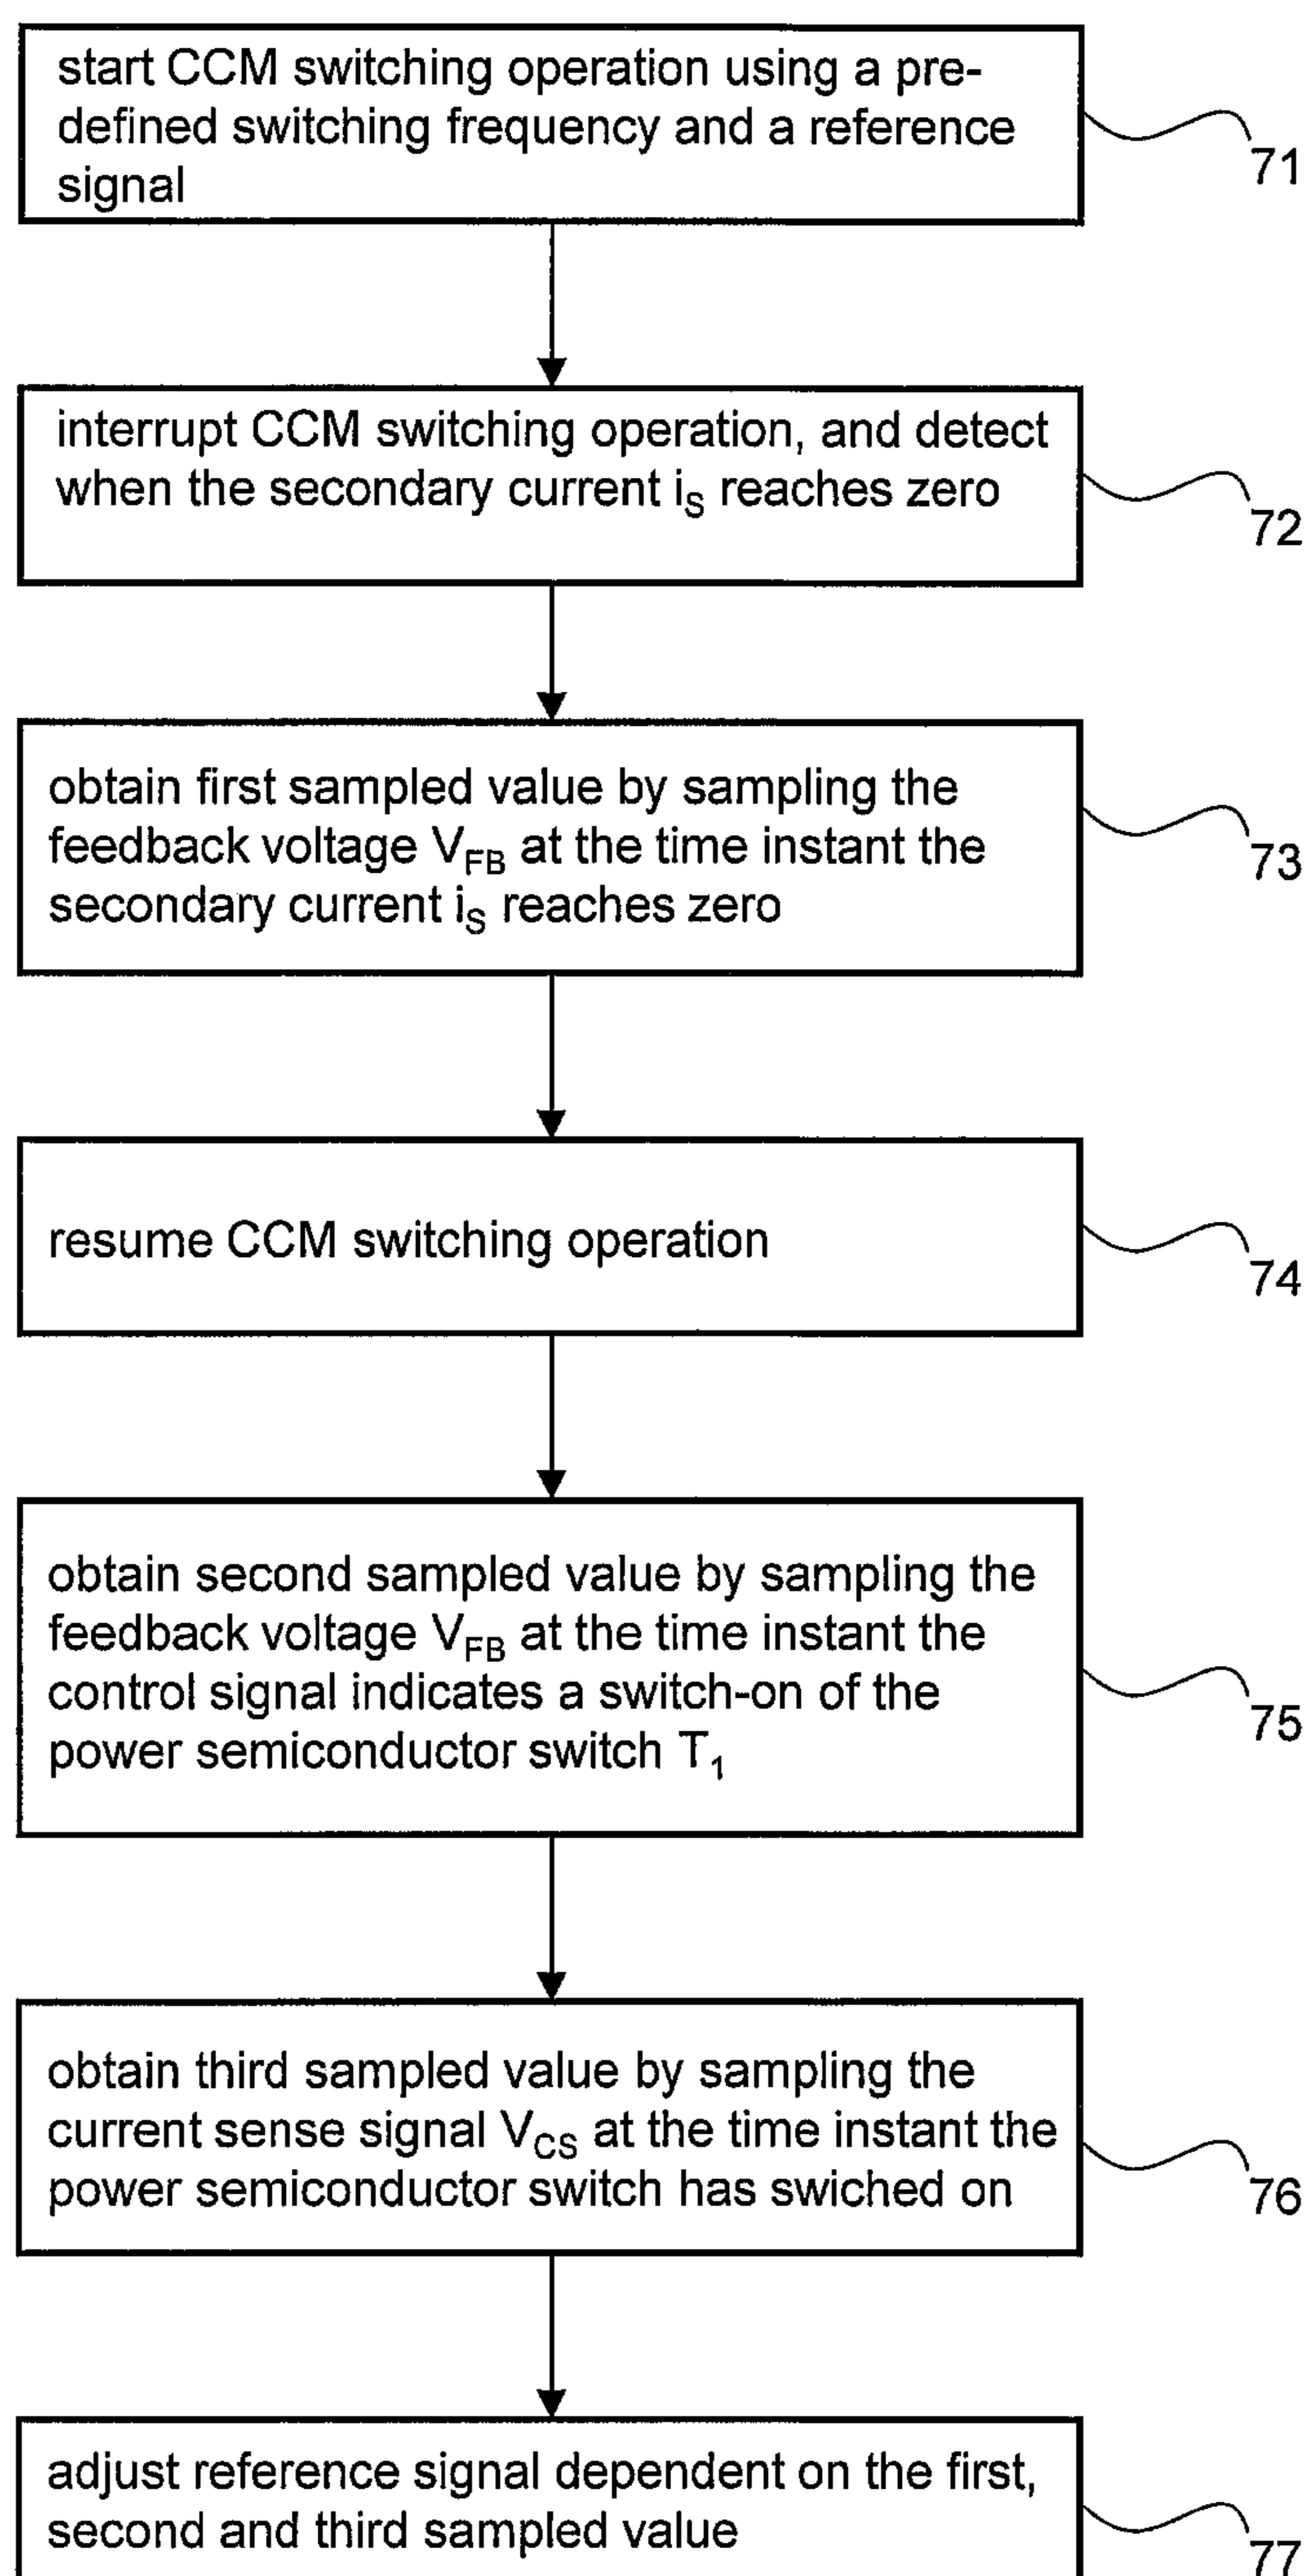 start CCM switching operation using a pre-
defined switching frequency and a reference
signal
71
interrupt CCM switching operation, and detect
when the secondary current iS reaches zero
72
obtain first sampled value by sampling the
feedback voltage VFB at the time instant the
secondary current iS reaches zero
73
resume CCM switching operation
74
obtain second sampled value by sampling the
feedback voltage VFB at the time instant the
control signal indicates a switch-on of the
power semiconductor switch T1
75
obtain third sampled value by sampling the
current sense signal VCS at the time instant the
power semiconductor switch has swiched on
76
adjust reference signal dependent on the first,
second and third sampled value
77